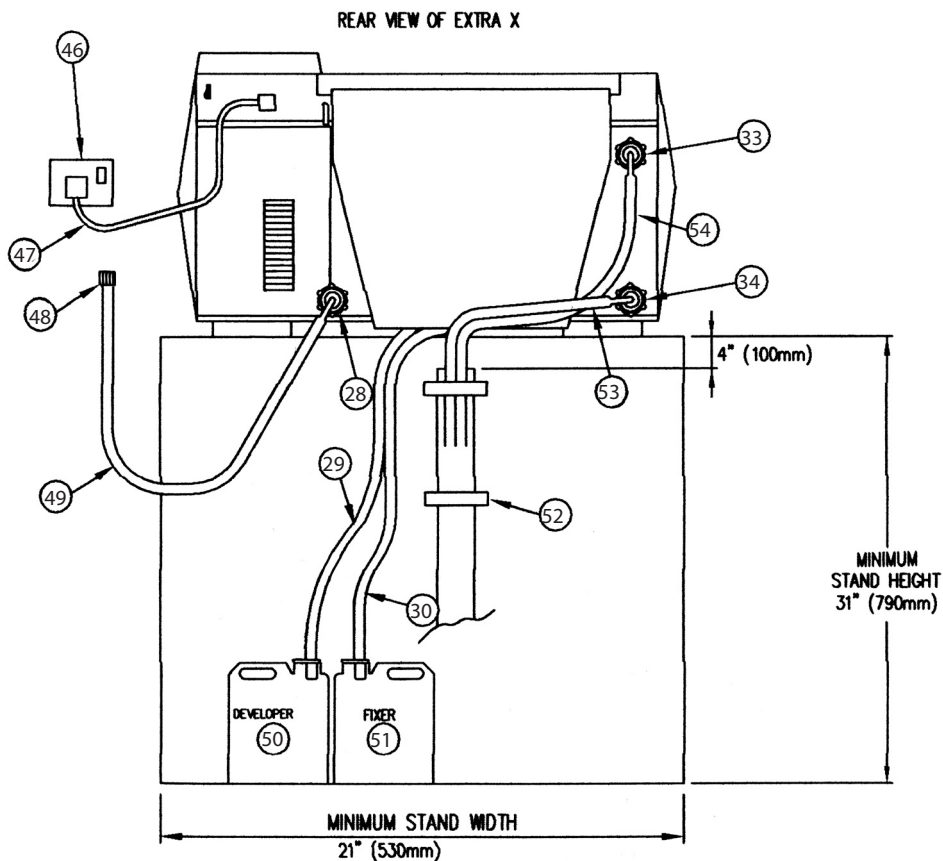 REAR VIEW OF EXTRA X
46
33
54
47
48
34
4" (100mm)
28
53
29
49
52
MINIMUM
STAND HEIGHT
31" (790mm)
30
DEVELOPER
FIXER
50
51
MINIMUM STAND WIDTH
21" (530mm)